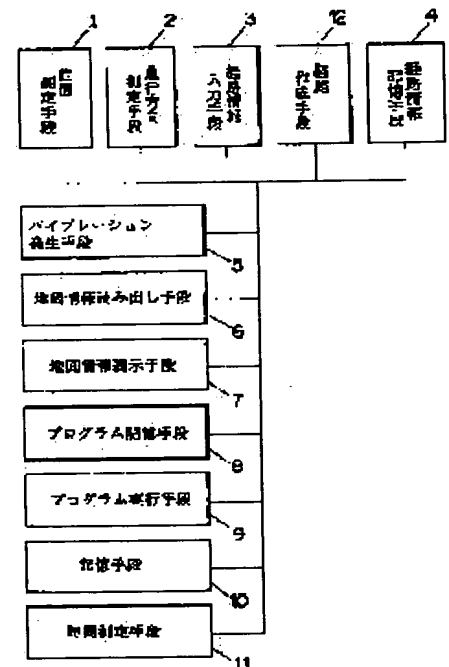 1
2
3
12
4
位置
測定手段
進行方向
測定手段
経路情報
入力手段
手段
経路情報
記憶手段
バイブレーション
発生手段
5
地図情報読み出し手段
6
地図情報調示手段
7
プログラム記憶手段
8
プログラム実行手段
9
記憶手段
10
時間測定手段
11